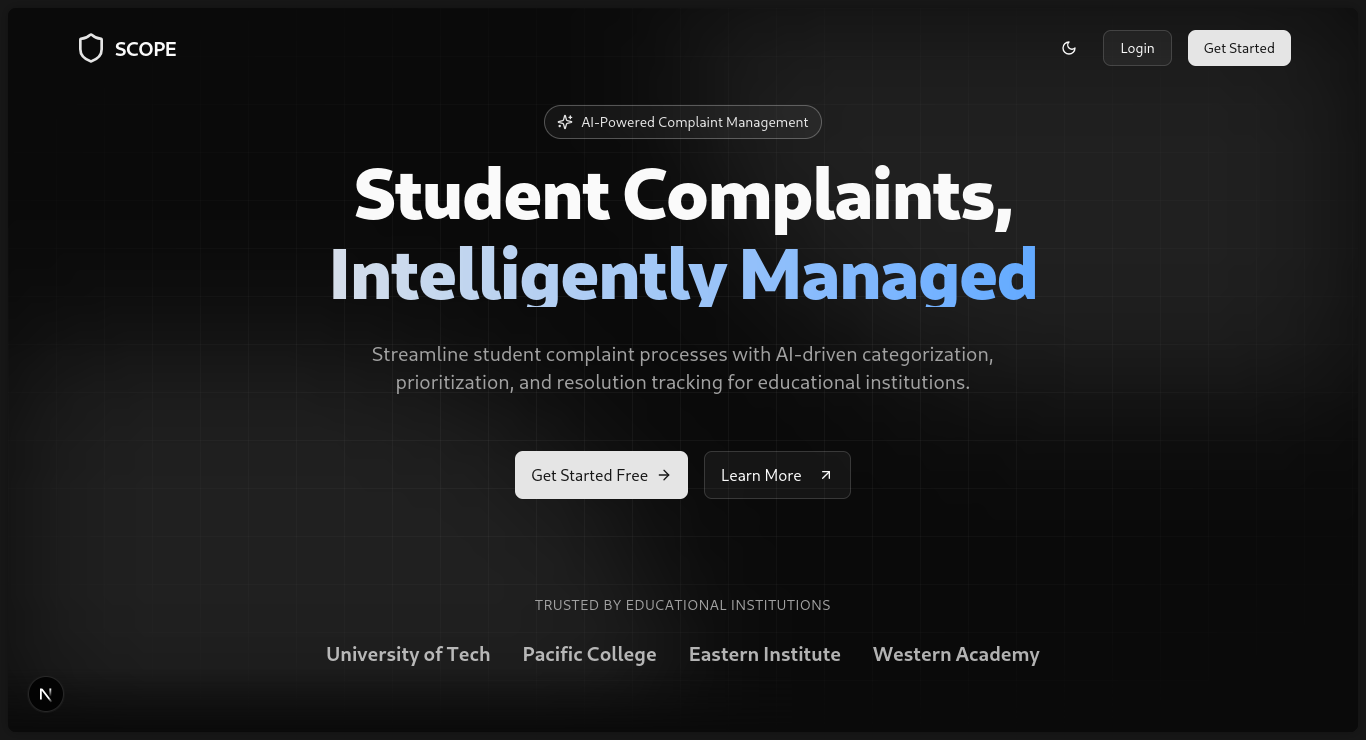 SCOPE
Login
Get Started
AI-Powered Complaint Management
Student Complaints,
Intelligently Managed
Streamline student complaint processes with AI-driven categorization,
prioritization, and resolution tracking for educational institutions.
Get Started Free
Learn More
TRUSTED BY EDUCATIONAL INSTITUTIONS
University of Tech
Pacific College
Eastern Institute
Western Academy
N